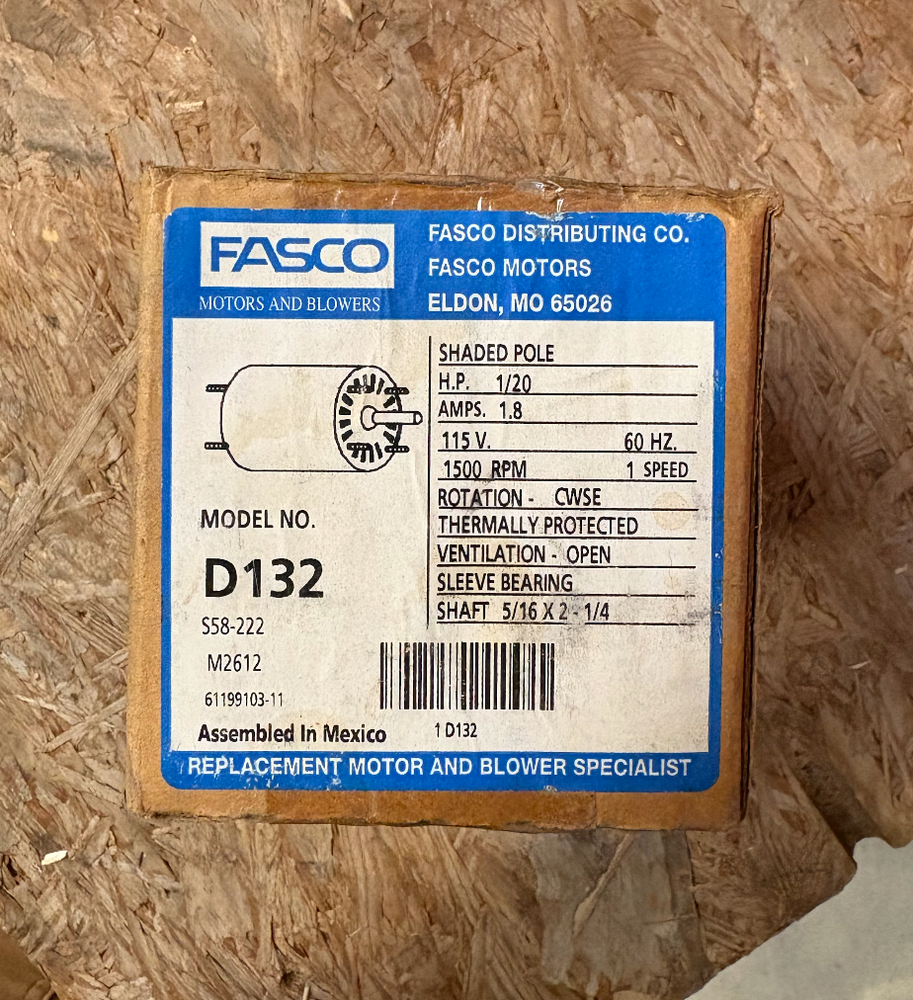 FASCO
MOTORS AND BLOWERS
FASCO DISTRIBUTING CO.
FASCO MOTORS
ELDON, MO 65026
SHADED POLE
H.P. 1/20
AMPS. 1.8
115 V. 60 HZ.
1500 RPM 1 SPEED
ROTATION - CWSE
THERMALLY PROTECTED
VENTILATION - OPEN
SLEEVE BEARING
SHAFT 5/16 X 2 - 1/4
MODEL NO.
D132
S58-222
M2612
61199103-11
Assembled In Mexico
1 D132
REPLACEMENT MOTOR AND BLOWER SPECIALIST